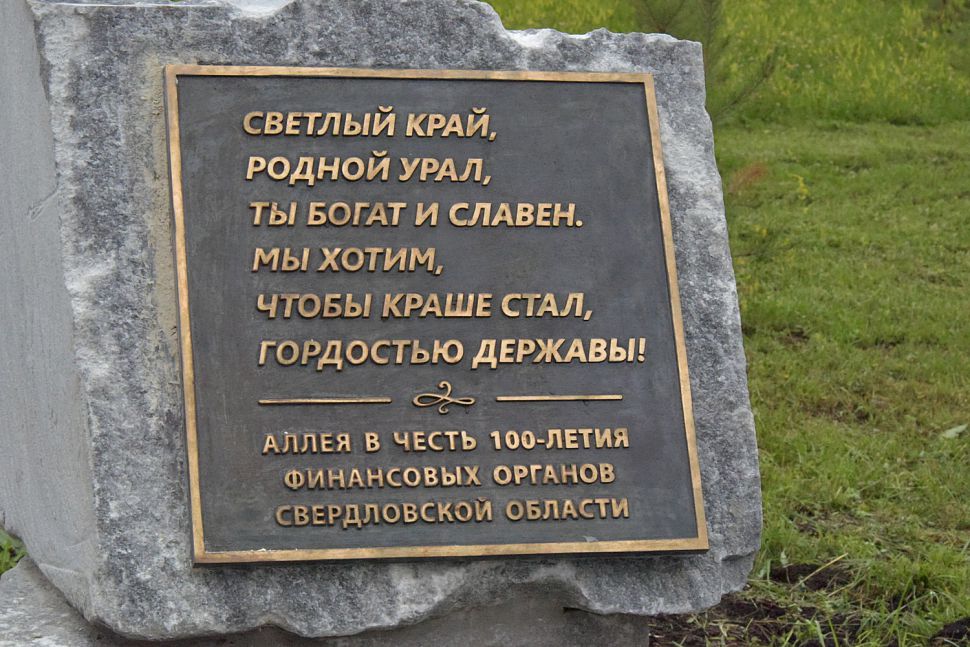 СВЕТЛЫЙ КРАЙ,
РОДНОЙ УРАЛ,
ТЫ БОГАТ И СЛАВЕН.
МЫ ХОТИМ,
ЧТОБЫ КРАШЕ СТАЛ,
ГОРДОСТЬЮ ДЕРЖАВЫ!
АЛЛЕЯ В ЧЕСТЬ 100-ЛЕТИЯ
ФИНАНСОВЫХ ОРГАНОВ
СВЕРДЛОВСКОЙ ОБЛАСТИ